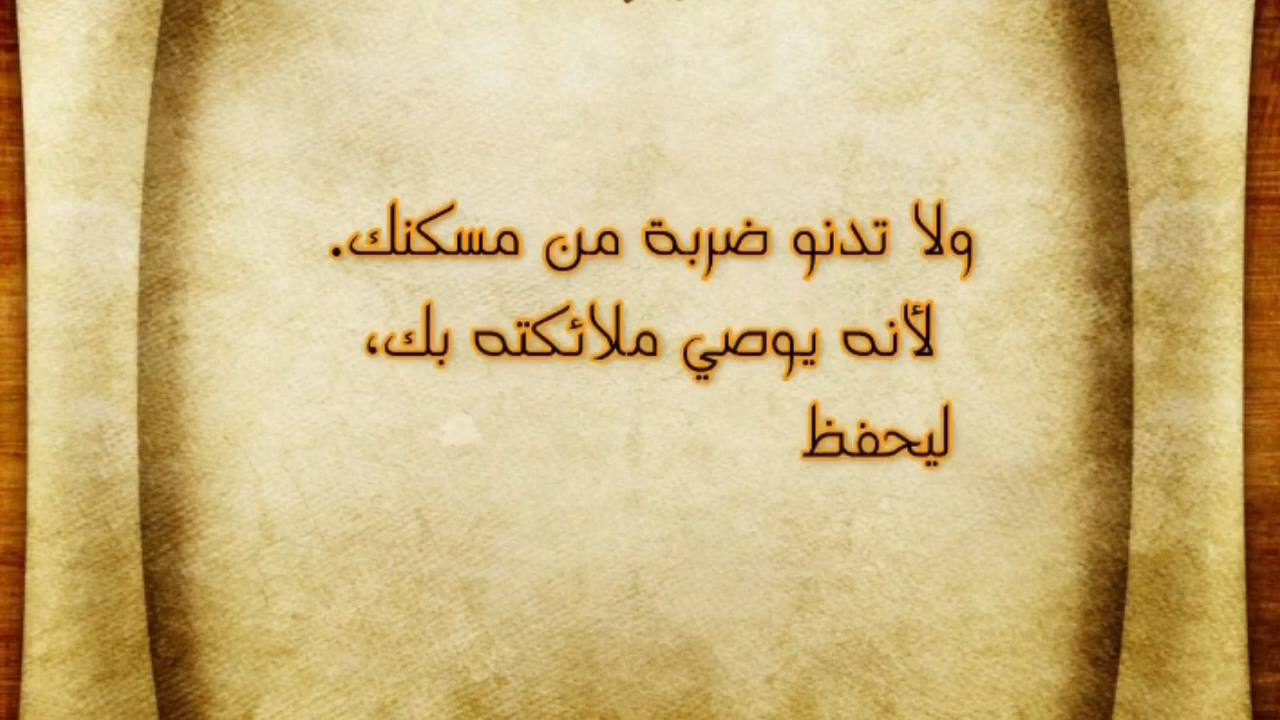 ولا تدنو ضربة من مسكنك.
لأنه يوصي ملائكته بك،
ليحفظ